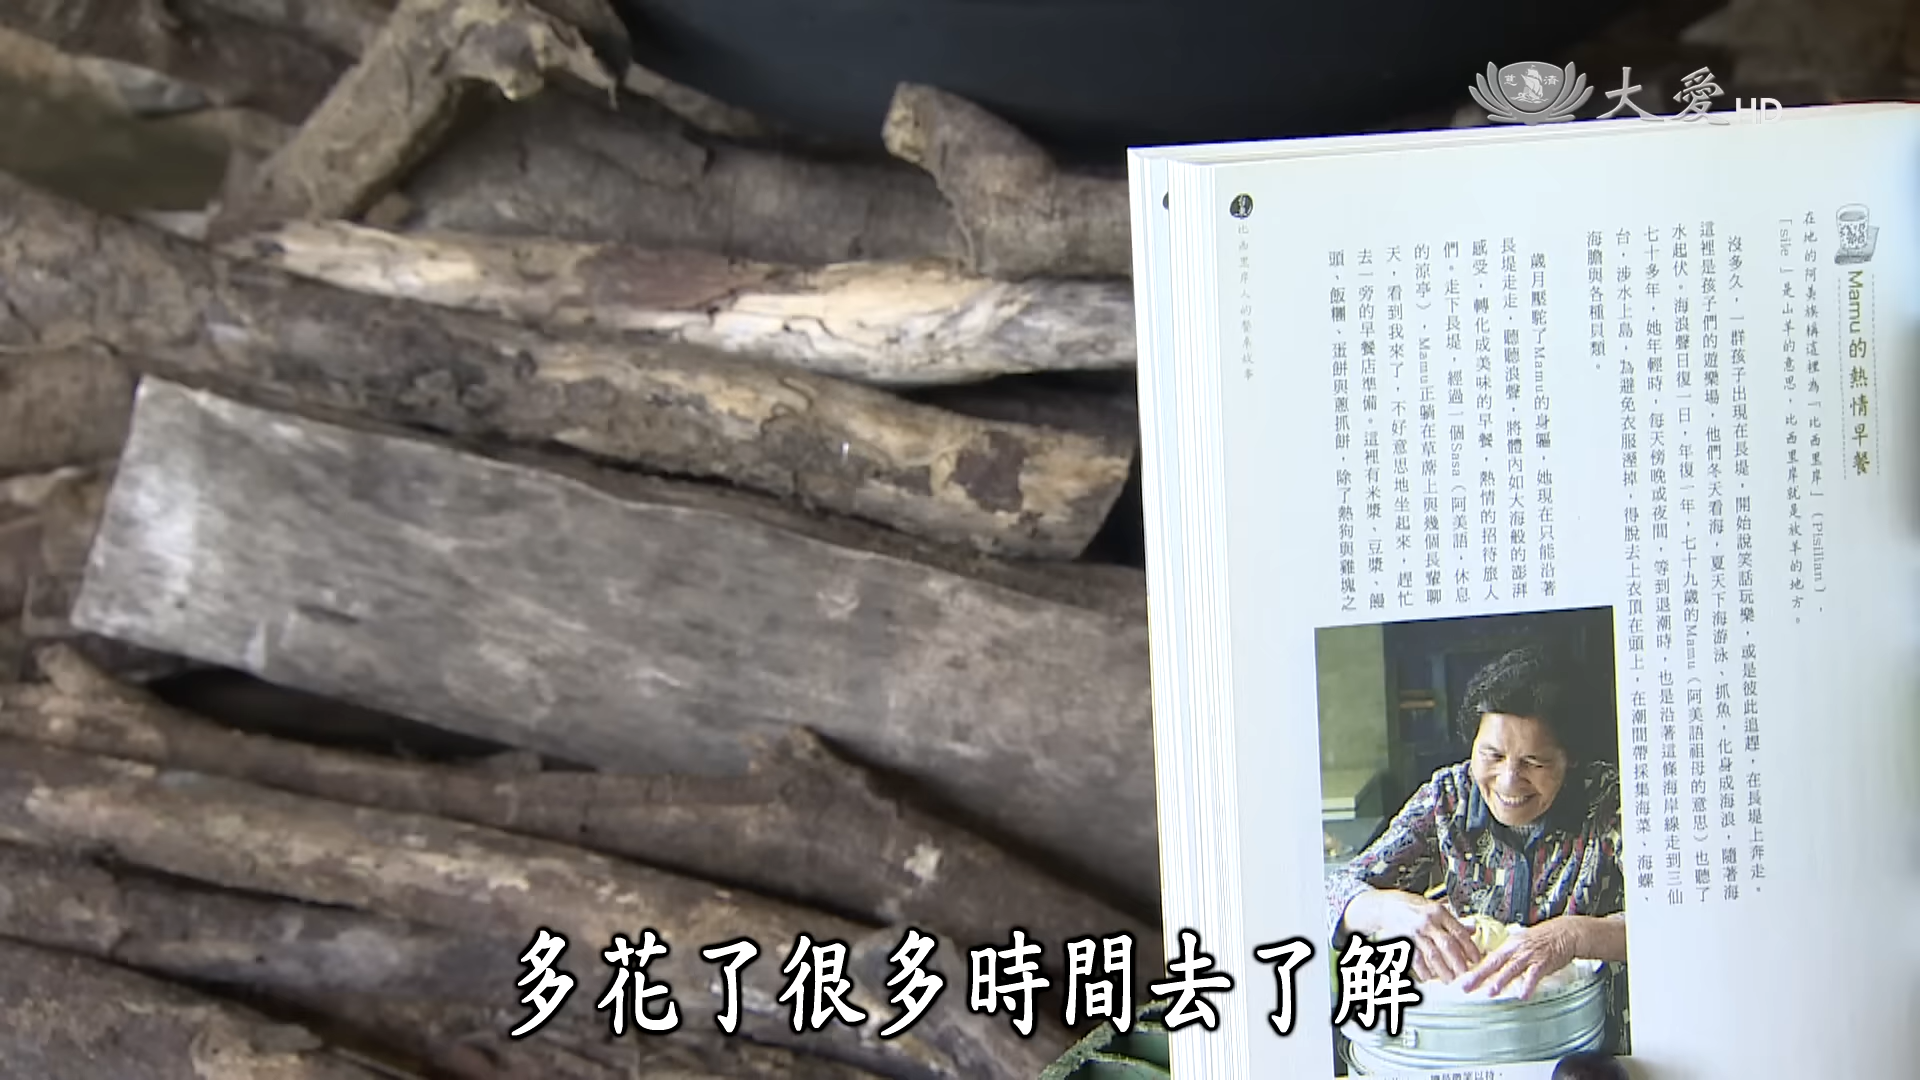 慈濟
大愛HD
Mamu的熱情早餐
在地的阿美族稱這裡為「比西里岸」(Pisilian)，
「sile」是山羊的意思，比西里岸就是放羊的地方。
沒多久，一群孩子出現在長堤，開始說笑話玩樂，或是彼此追趕，在長堤上奔走。
這裡是孩子們的遊樂場，他們冬天看海，夏天下海游泳、抓魚，化身成海浪，隨著海
水起伏。海浪聲日復一日，年復一年，七十九歲的Mamu（阿美語祖母的意思）也聽了
七十多年，她年輕時，每天傍晚或夜間，等到退潮時，也是沿著這條海岸線走到三仙
台，涉水上島，為避免衣服溼掉，得脫去上衣頂在頭上，在潮間帶採集海菜、海螺、
海膽與各種貝類。
歲月壓駝了Mamu的身軀，她現在只能沿著
長堤走走，聽聽浪聲，將體內如大海般的澎湃
感受，轉化成美味的早餐，熱情的招待旅人
們。走下長堤，經過一個Sasa（阿美語，休息
的涼亭），Mamu正躺在草蓆上與幾個長輩聊
天，看到我來了，不好意思地坐起來，趕忙
去一旁的早餐店準備。這裡有米漿、豆漿、饅
頭、飯糰、蛋餅與蔥抓餅，除了熱狗與雞塊之
比西里岸人的餐桌故事
多花了很多時間去了解